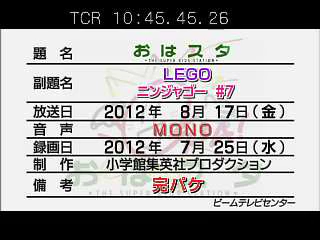 TCR 10:45.45.26
題 名 おはスタ
THE SUPER KIDS STATION
副題名 LEGO
ニンジャゴー #7
放送日 2012年 8月 17日(金)
音 声 MONO
録画日 2012年 7月 25日(水)
制 作 小学館集英社プロダクション
備 考 完パケ
THE SUPER KIDS STATION
ビームテレビセンター